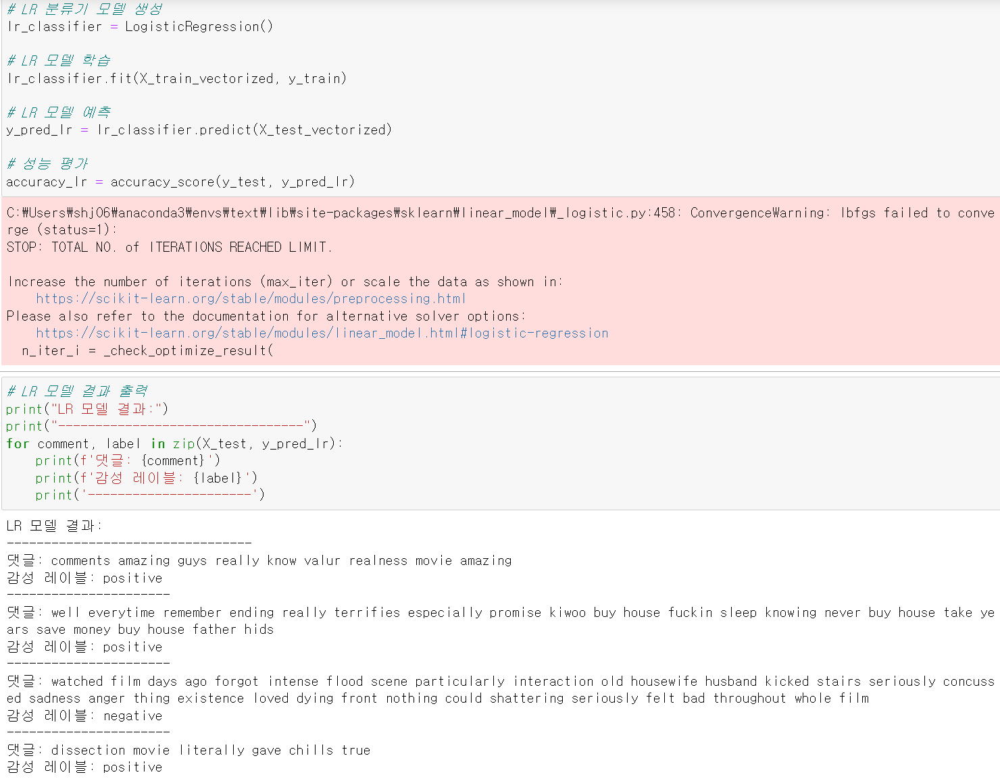 # LR 분류기 모델 생성
lr_classifier = LogisticRegression()
# LR 모델 학습
lr_classifier.fit(X_train_vectorized, y_train)
# LR 모델 예측
y_pred_lr = lr_classifier.predict(X_test_vectorized)
# 성능 평가
accuracy_lr = accuracy_score(y_test, y_pred_lr)
C:₩Users₩shj06₩anaconda3₩envs₩text₩lib₩site-packages₩sklearn₩linear_model₩_logistic.py:458: ConvergenceWarning: lbfgs failed to conve
rge (status=1):
STOP: TOTAL NO. of ITERATIONS REACHED LIMIT.
Increase the number of iterations (max_iter) or scale the data as shown in:
    https://scikit-learn.org/stable/modules/preprocessing.html
Please also refer to the documentation for alternative solver options:
    https://scikit-learn.org/stable/modules/linear_model.html#logistic-regression
  n_iter_i = _check_optimize_result(
# LR 모델 결과 출력
print("LR 모델 결과:")
print("---------------------------------")
for comment, label in zip(X_test, y_pred_lr):
    print(f'댓글: {comment}')
    print(f'감성 레이블: {label}')
    print('----------------------')
LR 모델 결과:
---------------------------------
댓글: comments amazing guys really know valur realness movie amazing
감성 레이블: positive
----------------------
댓글: well everytime remember ending really terrifies especially promise kiwoo buy house fuckin sleep knowing never buy house take ye
ars save money buy house father hids
감성 레이블: positive
----------------------
댓글: watched film days ago forgot intense flood scene particularly interaction old housewife husband kicked stairs seriously concuss
ed sadness anger thing existence loved dying front nothing could shattering seriously felt bad throughout whole film
감성 레이블: negative
----------------------
댓글: dissection movie literally gave chills true
감성 레이블: positive